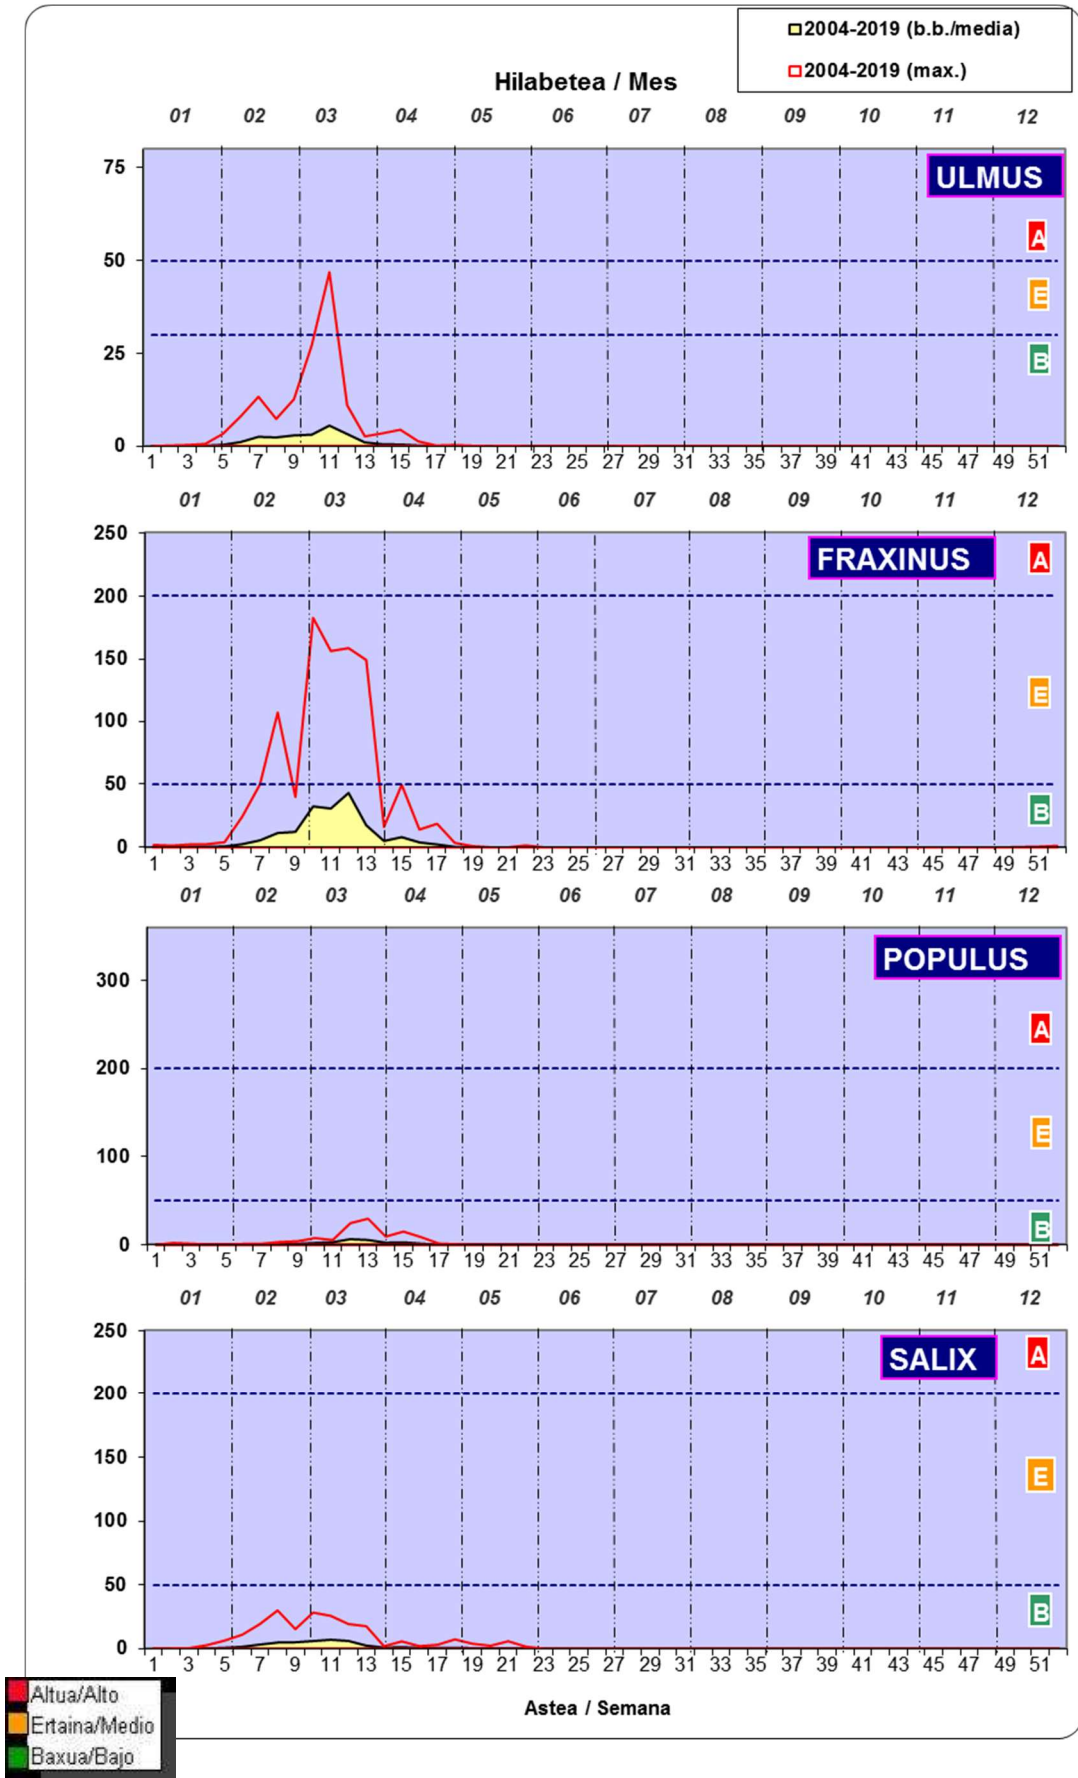 2004-2019 (b.b./media)
2004-2019 (max.)
Hilabetea / Mes
01 02 03 04 05 06 07 08 09 10 11 12
ULMUS
75
A
50
E
25
B
0
1 3 5 7 9 11 13 15 17 19 21 23 25 27 29 31 33 35 37 39 41 43 45 47 49 51
01 02 03 04 05 06 07 08 09 10 11 12
250
FRAXINUS
A
200
150
E
100
50
B
0
1 3 5 7 9 11 13 15 17 19 21 23 25 27 29 31 33 35 37 39 41 43 45 47 49 51
01 02 03 04 05 06 07 08 09 10 11 12
POPULUS
300
A
200
E
100
B
0
1 3 5 7 9 11 13 15 17 19 21 23 25 27 29 31 33 35 37 39 41 43 45 47 49 51
01 02 03 04 05 06 07 08 09 10 11 12
250
SALIX
A
200
150
E
100
50
B
0
1 3 5 7 9 11 13 15 17 19 21 23 25 27 29 31 33 35 37 39 41 43 45 47 49 51
Astea / Semana
Altua/Alto
Ertaina/Medio
Baxua/Bajo